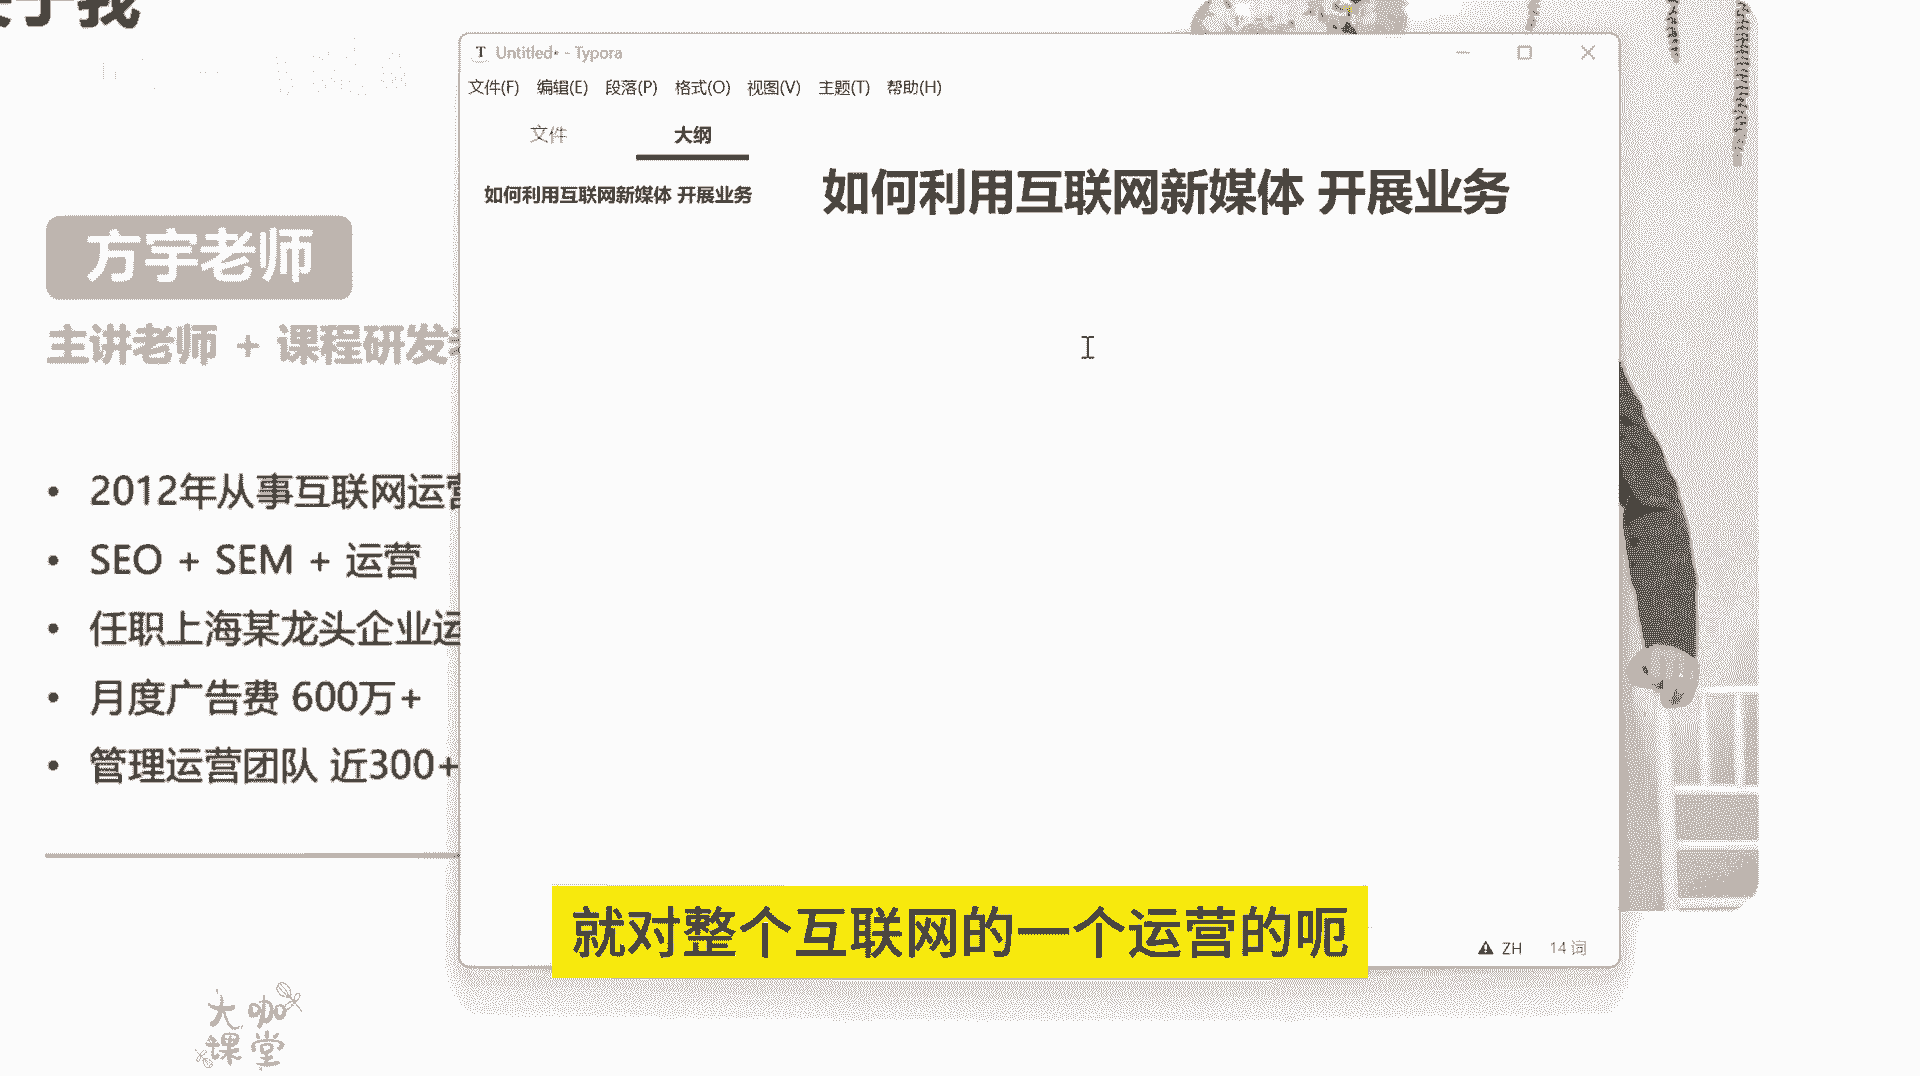 关于我
方宇老师
主讲老师 + 课程研发
2012年从事互联网运营
SEO + SEM + 运营
任职上海某龙头企业运
月度广告费 600万+
管理运营团队 近300+
大咖
课堂
Untitled• - Typora
文件(F) 编辑(E) 段落(P) 格式(O) 视图(V) 主题(T) 帮助(H)
文件 大纲
如何利用互联网新媒体 开展业务
如何利用互联网新媒体 开展业务
就对整个互联网的一个运营的呃
ZH 14 词